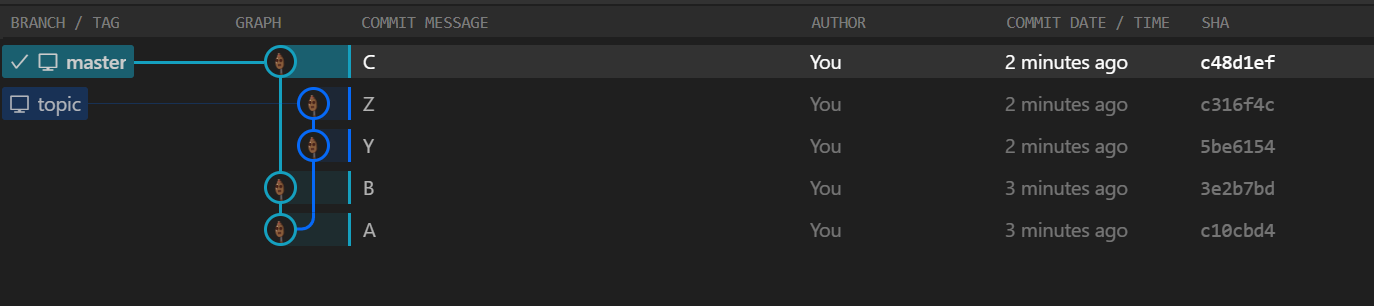 BRANCH / TAG GRAPH COMMIT MESSAGE AUTHOR COMMIT DATE / TIME SHA
master C You 2 minutes ago c48d1ef
topic Z You 2 minutes ago c316f4c
Y You 2 minutes ago 5be6154
B You 3 minutes ago 3e2b7bd
A You 3 minutes ago c10cbd4